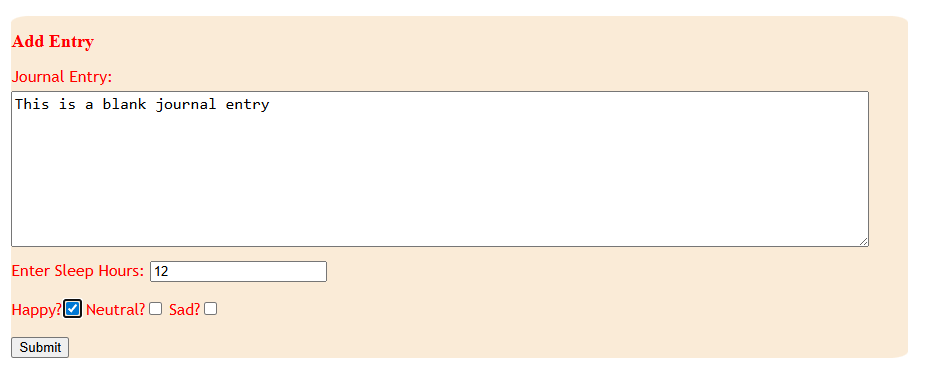 Add Entry
Journal Entry:
This is a blank journal entry
Enter Sleep Hours: 12
Happy? Neutral? Sad?
Submit